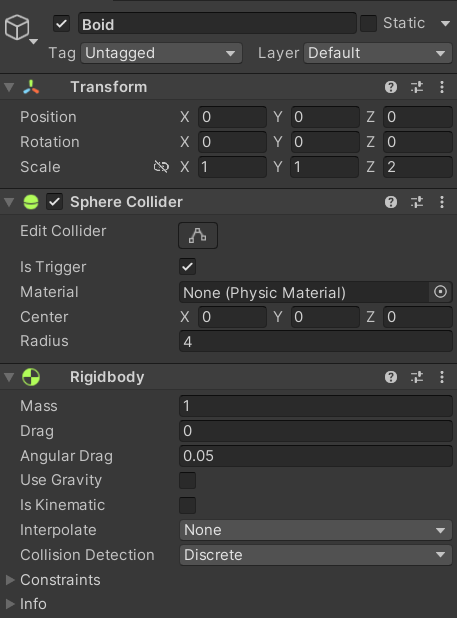 Boid Static
Tag Untagged Layer Default
Transform
Position X 0 Y 0 Z 0
Rotation X 0 Y 0 Z 0
Scale X 1 Y 1 Z 2
Sphere Collider
Edit Collider
Is Trigger
Material None (Physic Material)
Center X 0 Y 0 Z 0
Radius 4
Rigidbody
Mass 1
Drag 0
Angular Drag 0.05
Use Gravity
Is Kinematic
Interpolate None
Collision Detection Discrete
Constraints
Info